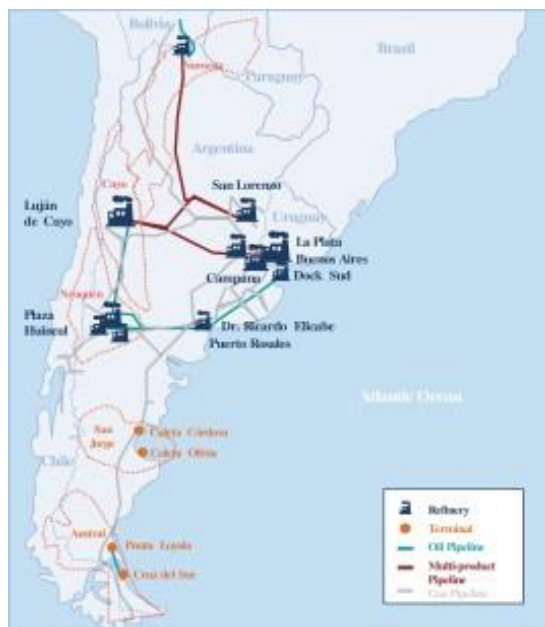 Bolivia
Brazil
Noroeste
Paraguay
Argentina
San Lorenzo
Cuyo
Luján
de Cuyo
Uruguay
La Plata
Buenos Aires
Campana
Dock Sud
Neuquén
Plaza
Huincul
Dr. Ricardo Elicabe
Puerto Rosales
Atlantic Ocean
San
Jorge
Caleta Córdova
Caleta Olivia
Chile
Austral
Punta Loyola
Cruz del Sur
Refinery
Terminal
Oil Pipeline
Multi-product
Pipeline
Gas Pipeline